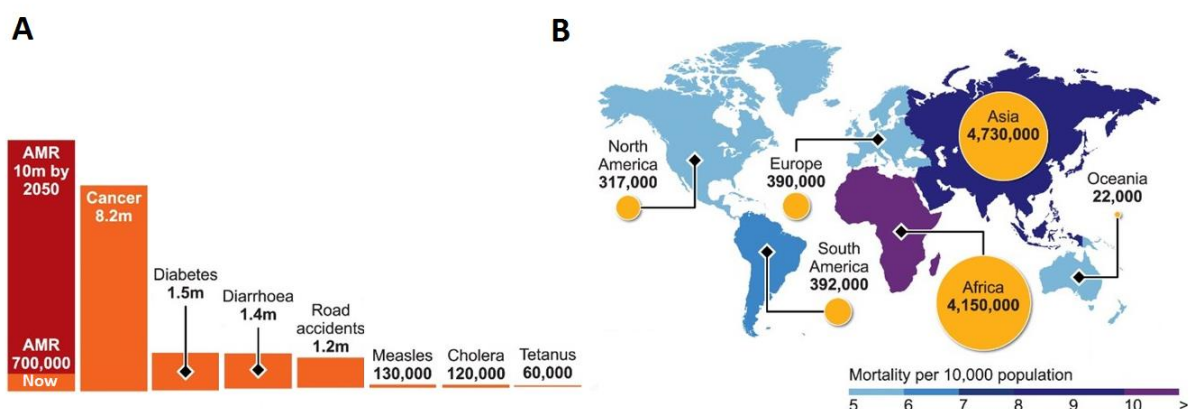 A
AMR
10m by
2050
AMR
700,000
Now
Cancer
8.2m
Diabetes
1.5m
Diarrhoea
1.4m
Road
accidents
1.2m
Measles
130,000
Cholera
120,000
Tetanus
60,000
B
North
America
317,000
Europe
390,000
Asia
4,730,000
Oceania
22,000
South
America
392,000
Africa
4,150,000
Mortality per 10,000 population
5 6 7 8 9 10 >